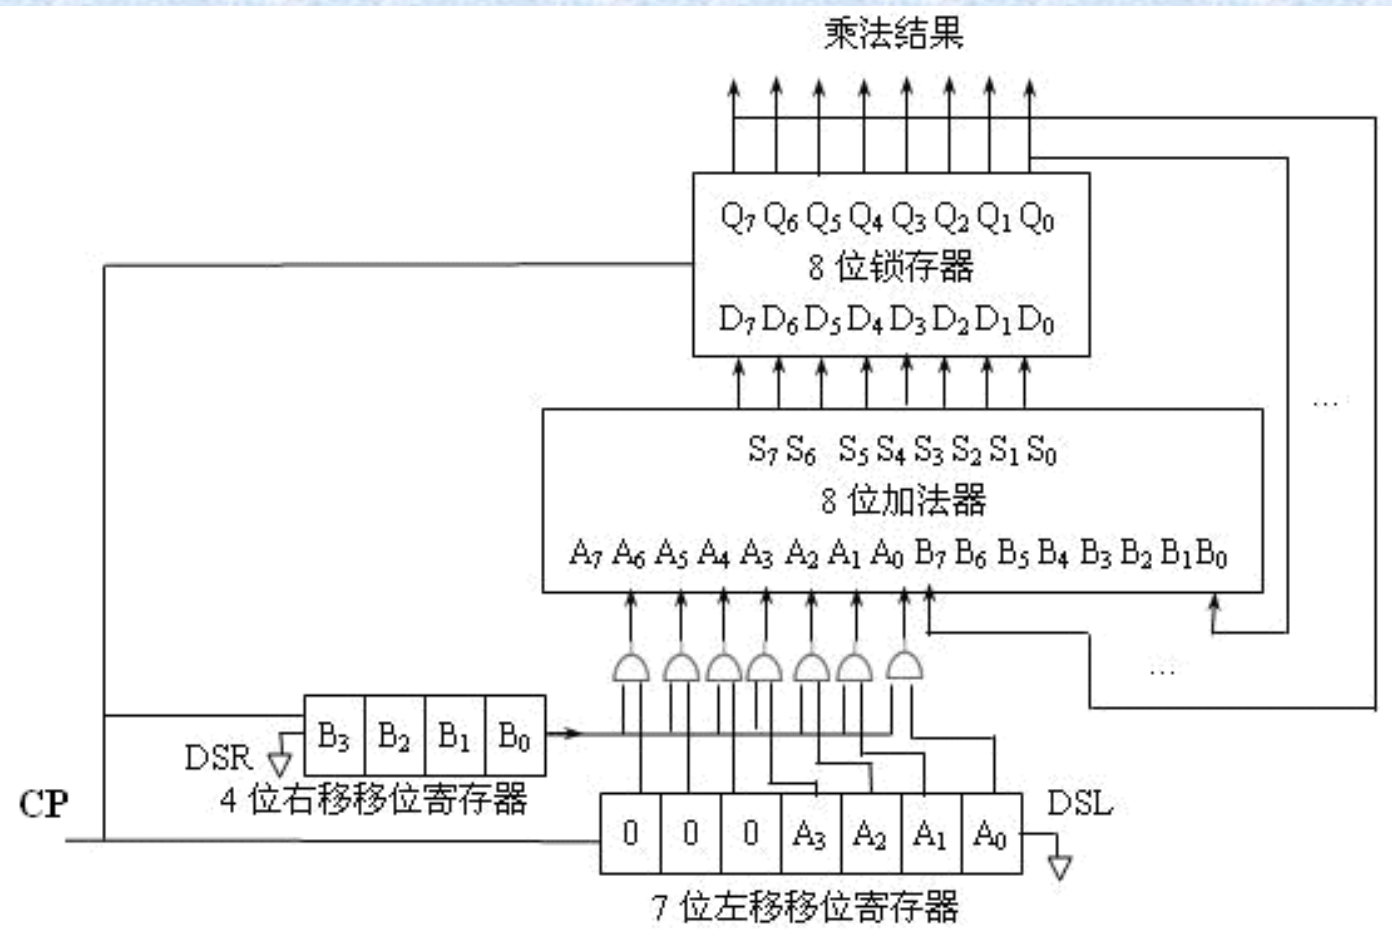 乘法结果
Q₇ Q₆ Q₅ Q₄ Q₃ Q₂ Q₁ Q₀
8 位锁存器
D₇ D₆ D₅ D₄ D₃ D₂ D₁ D₀
...
S₇ S₆ S₅ S₄ S₃ S₂ S₁ S₀
8 位加法器
A₇ A₆ A₅ A₄ A₃ A₂ A₁ A₀ B₇ B₆ B₅ B₄ B₃ B₂ B₁ B₀
...
B₃ B₂ B₁ B₀
DSR
4 位右移移位寄存器
CP
DSL
0 0 0 A₃ A₂ A₁ A₀
7 位左移移位寄存器